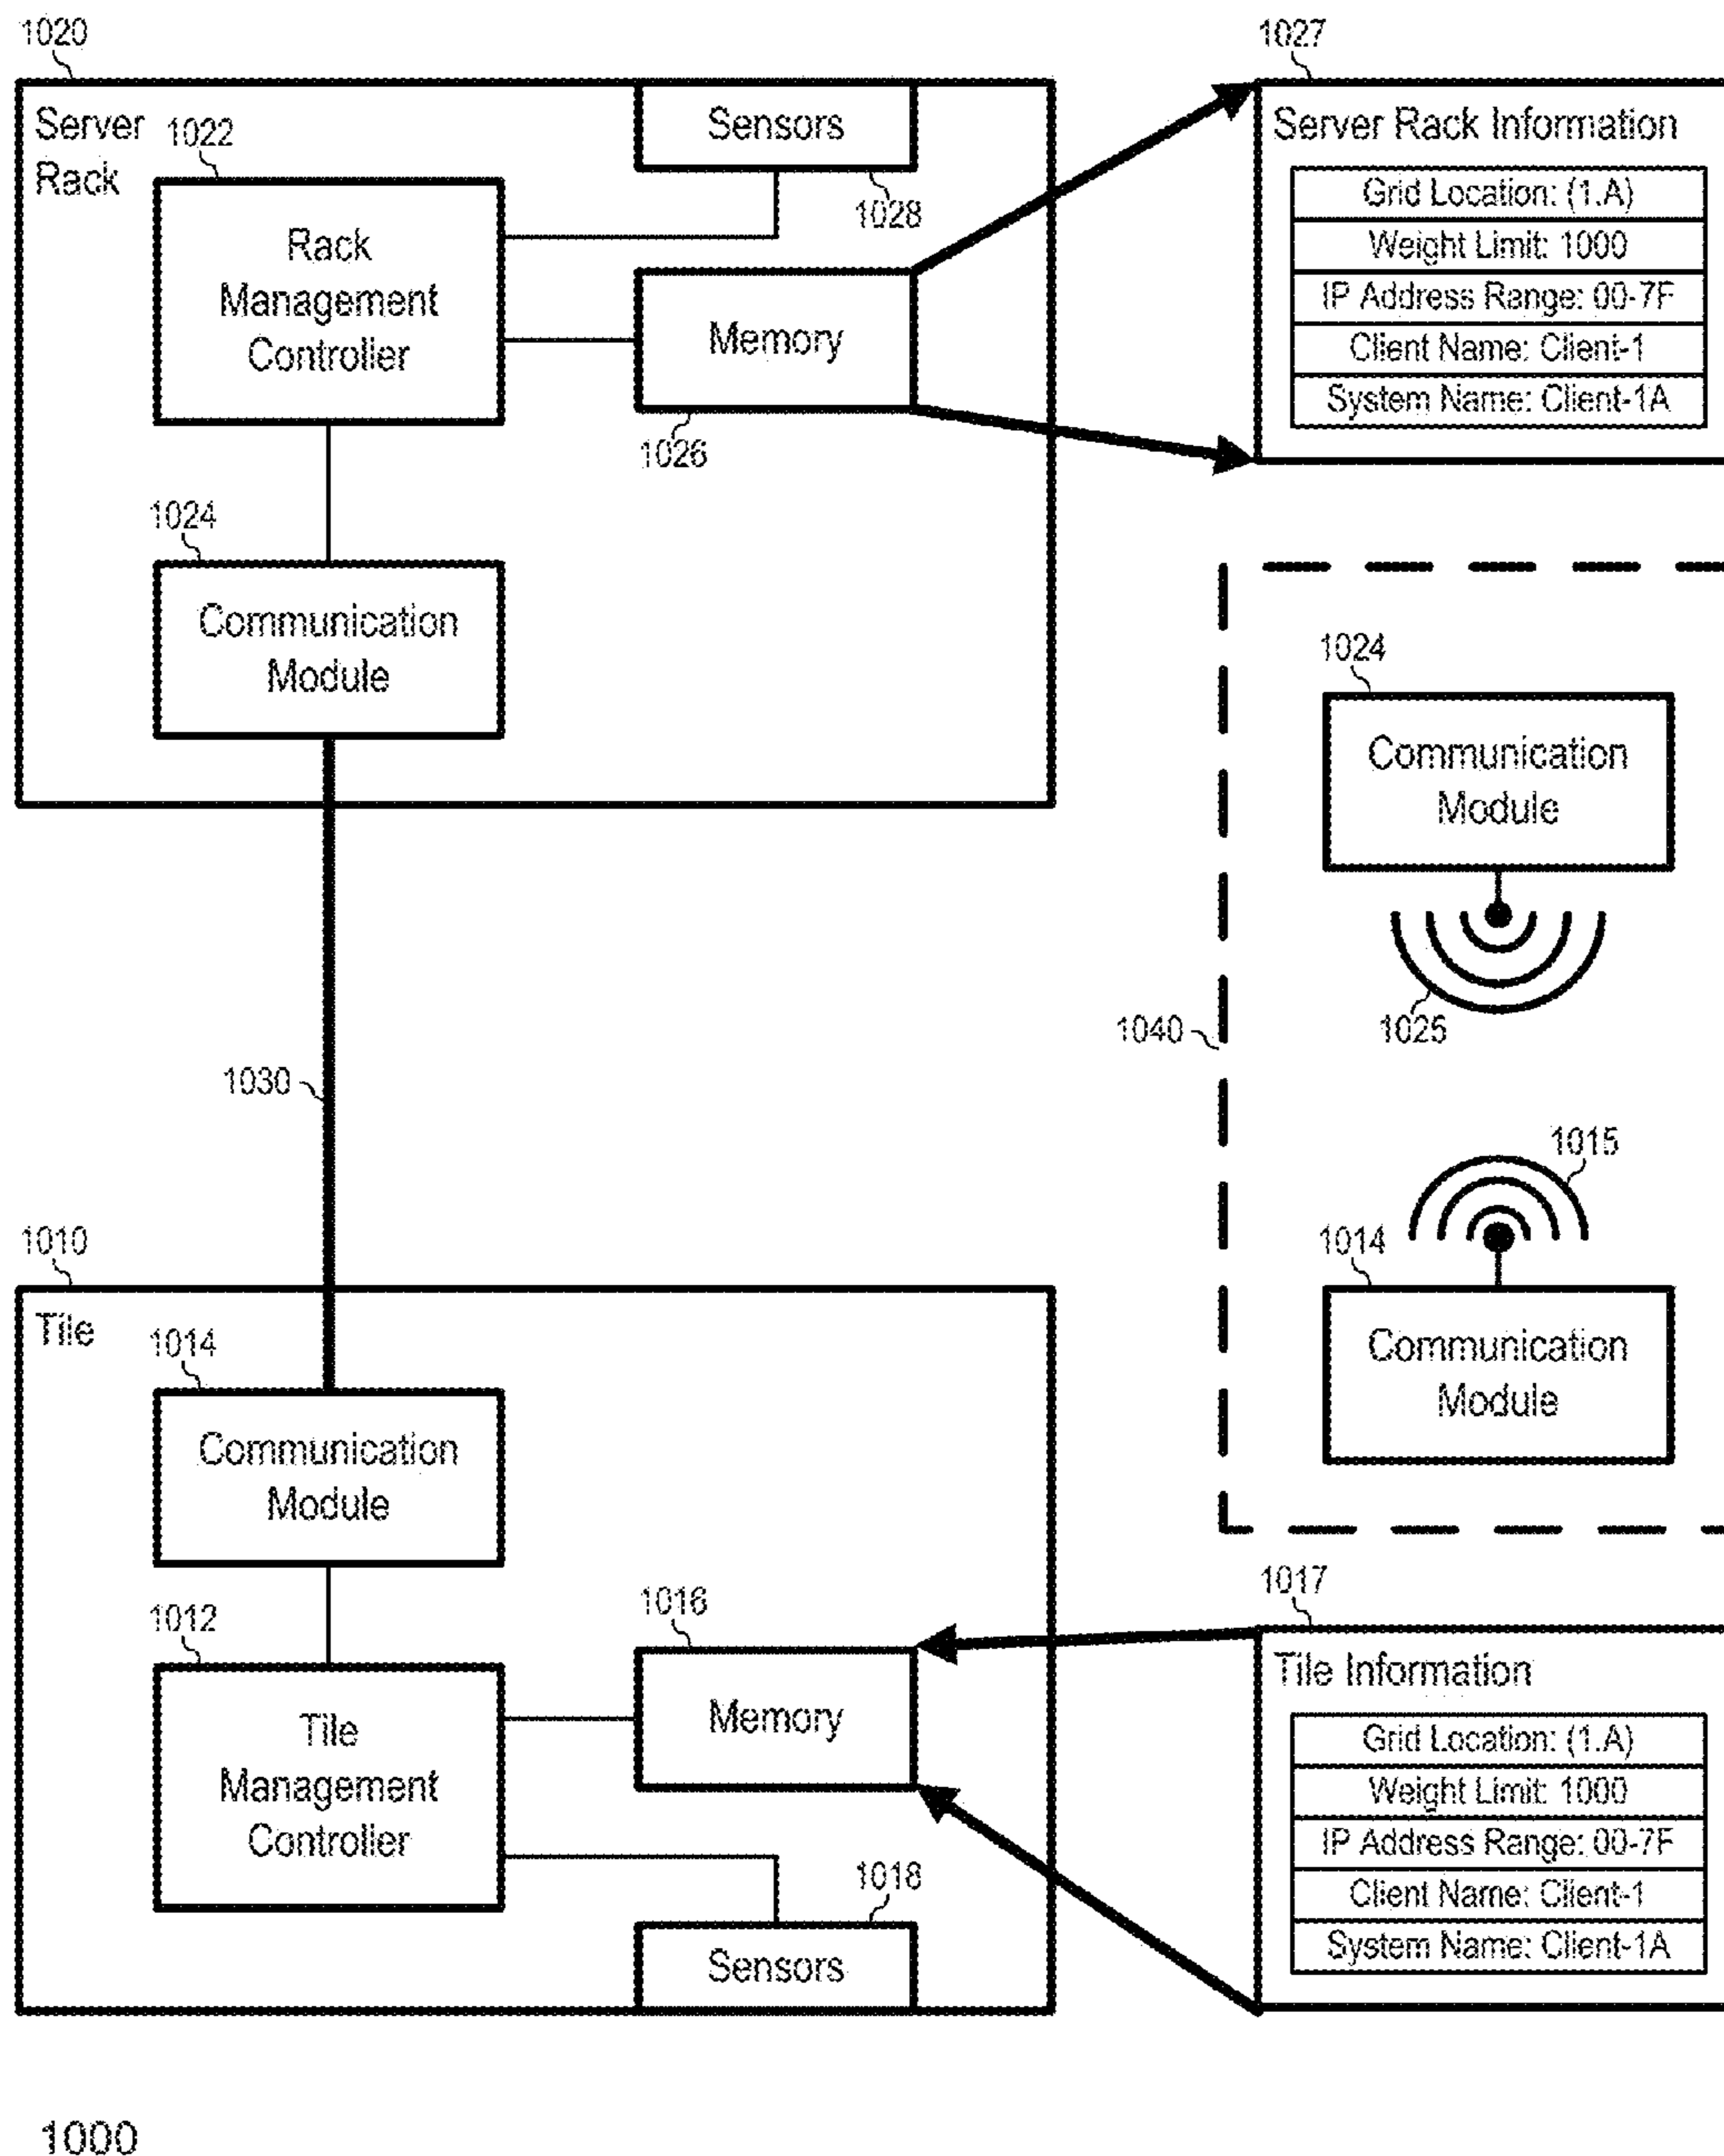 1020
1027
Server
Rack
1022
Sensors
1028
Server Rack Information
Grid Location: (1.A)
Weight Limit: 1000
IP Address Range: 00-7F
Client Name: Client-1
System Name: Client-1A
Rack
Management
Controller
Memory
1026
1024
Communication
Module
1024
Communication
Module
1025
1040
1030
1015
1014
Communication
Module
1010
Tile
1014
Communication
Module
1012
1016
1017
Tile
Management
Controller
Memory
Tile Information
Grid Location: (1.A)
Weight Limit: 1000
IP Address Range: 00-7F
Client Name: Client-1
System Name: Client-1A
1018
Sensors
1000